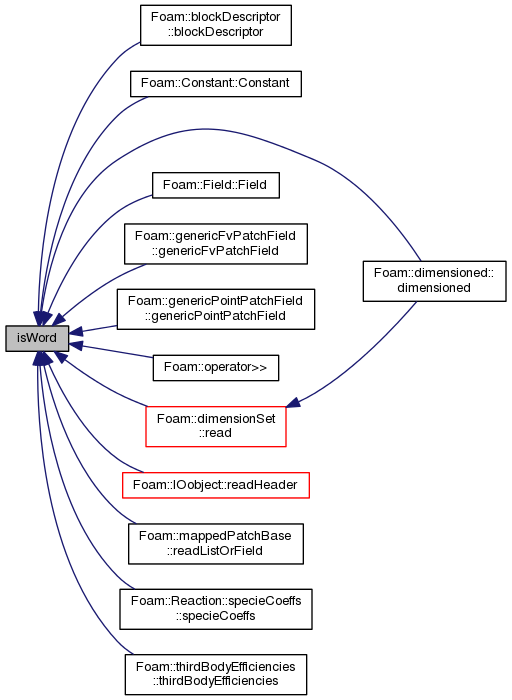 Foam::blockDescriptor
::blockDescriptor
Foam::Constant::Constant
Foam::Field::Field
Foam::genericFvPatchField
::genericFvPatchField
Foam::dimensioned::
dimensioned
Foam::genericPointPatchField
::genericPointPatchField
isWord
Foam::operator>>
Foam::dimensionSet
::read
Foam::IOobject::readHeader
Foam::mappedPatchBase
::readListOrField
Foam::Reaction::specieCoeffs
::specieCoeffs
Foam::thirdBodyEfficiencies
::thirdBodyEfficiencies